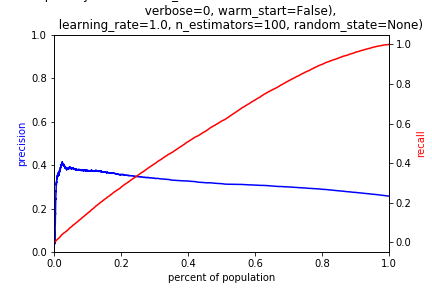 verbose=0, warm_start=False),
learning_rate=1.0, n_estimators=100, random_state=None)
1.0
0.8
0.6
0.4
0.2
0.0
precision
1.0
0.8
0.6
0.4
0.2
0.0
recall
0.0 0.2 0.4 0.6 0.8 1.0
percent of population